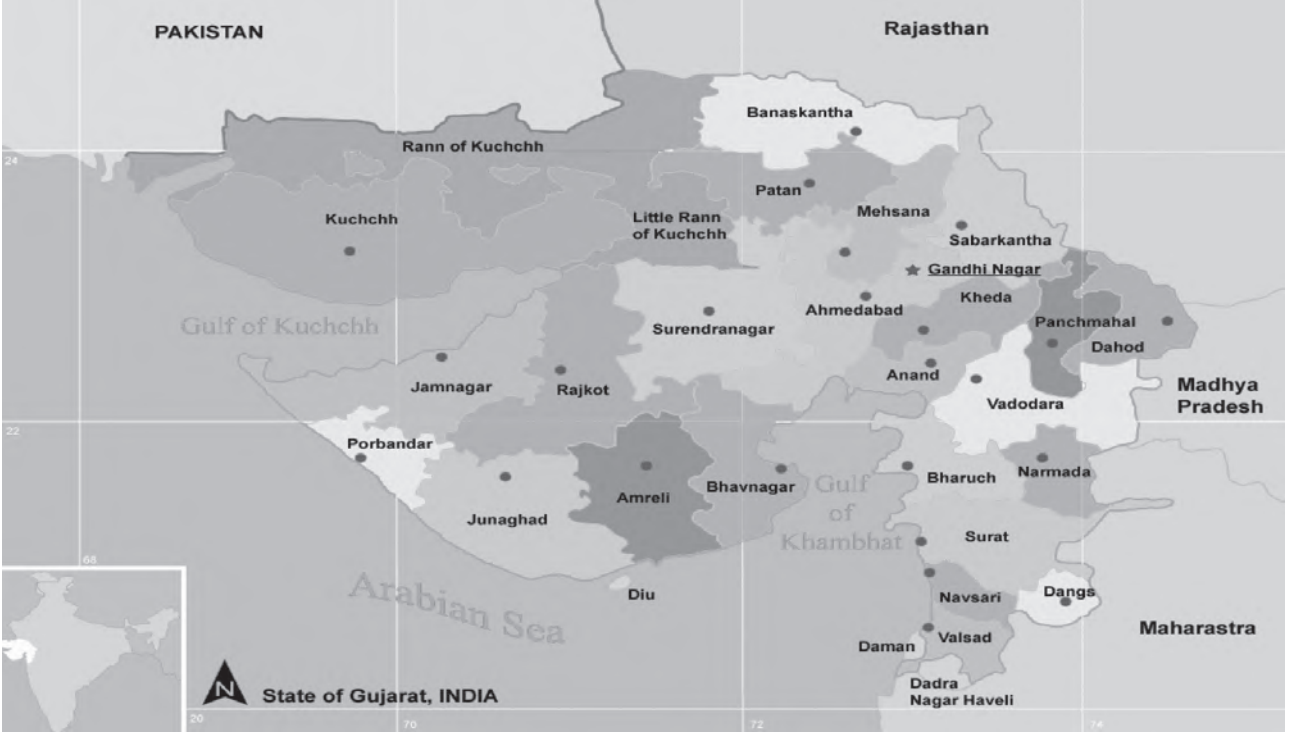 PAKISTAN
Rajasthan
Banaskantha
Rann of Kuchchh
24
Patan
Kuchchh
Little Rann
of Kuchchh
Mehsana
Sabarkantha
Gandhi Nagar
Kheda
Ahmedabad
Gulf of Kuchchh
Surendranagar
Panchmahal
Dahod
Jamnagar
Rajkot
Anand
Vadodara
Madhya
Pradesh
22
Porbandar
Amreli
Bhavnagar
Gulf
of
Khambhat
Bharuch
Narmada
Junaghad
Surat
68
Arabian Sea
Diu
Navsari
Dangs
Daman
Valsad
Maharastra
Dadra
Nagar Haveli
N
State of Gujarat, INDIA
20
70
72
74